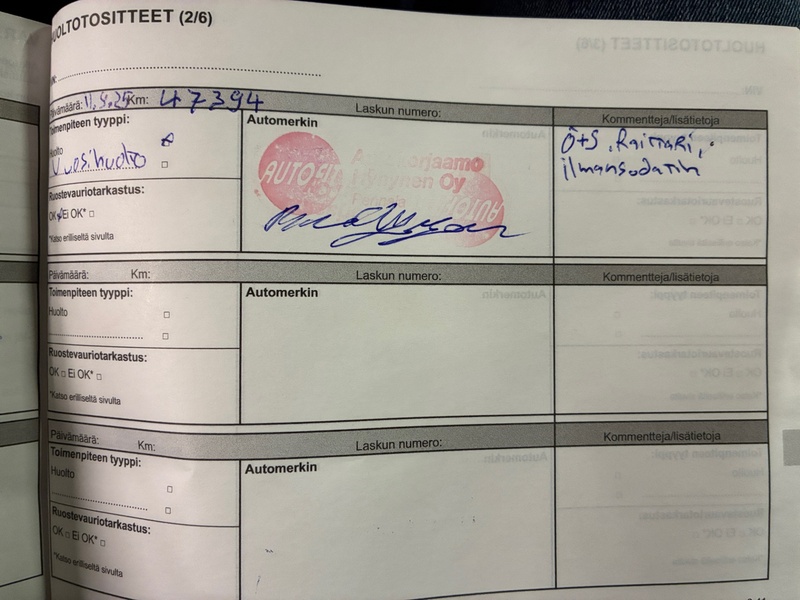 HUOLTOTOSITTEET (2/6)
Päivämäärä: 11.9.25 Km: 47394
Laskun numero:
Kommentteja/lisätietoja
Toimenpiteen tyyppi:
Huolto
Vuosihuolto
Ruostevauriotarkastus:
OK Ei OK*
*Katso erilliseltä sivulta
Automerkin
AUTOASI
Autokorjaamo
Hynynen Oy
Ö+S, Raitisri,
ilmansodatin
Päivämäärä: Km:
Laskun numero:
Kommentteja/lisätietoja
Toimenpiteen tyyppi:
Huolto
Ruostevauriotarkastus:
OK Ei OK*
*Katso erilliseltä sivulta
Automerkin
Päivämäärä: Km:
Laskun numero:
Kommentteja/lisätietoja
Toimenpiteen tyyppi:
Huolto
Ruostevauriotarkastus:
OK Ei OK*
*Katso erilliseltä sivulta
Automerkin